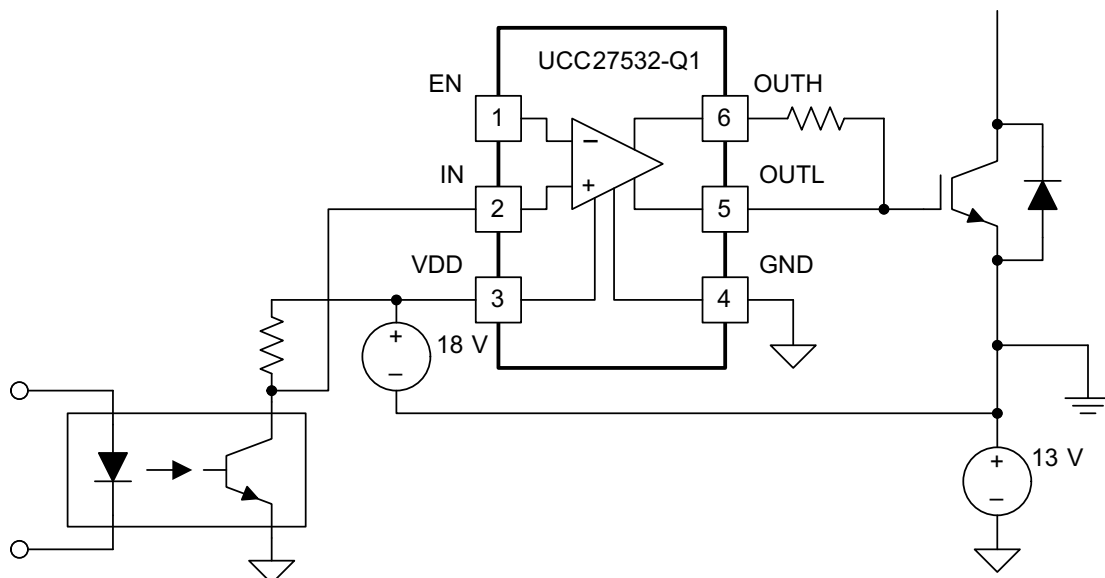 UCC27532-Q1
EN
OUTH
1
6
−
IN
OUTL
+
2
5
VDD
GND
3
4
+
18 V
−
+
13 V
−